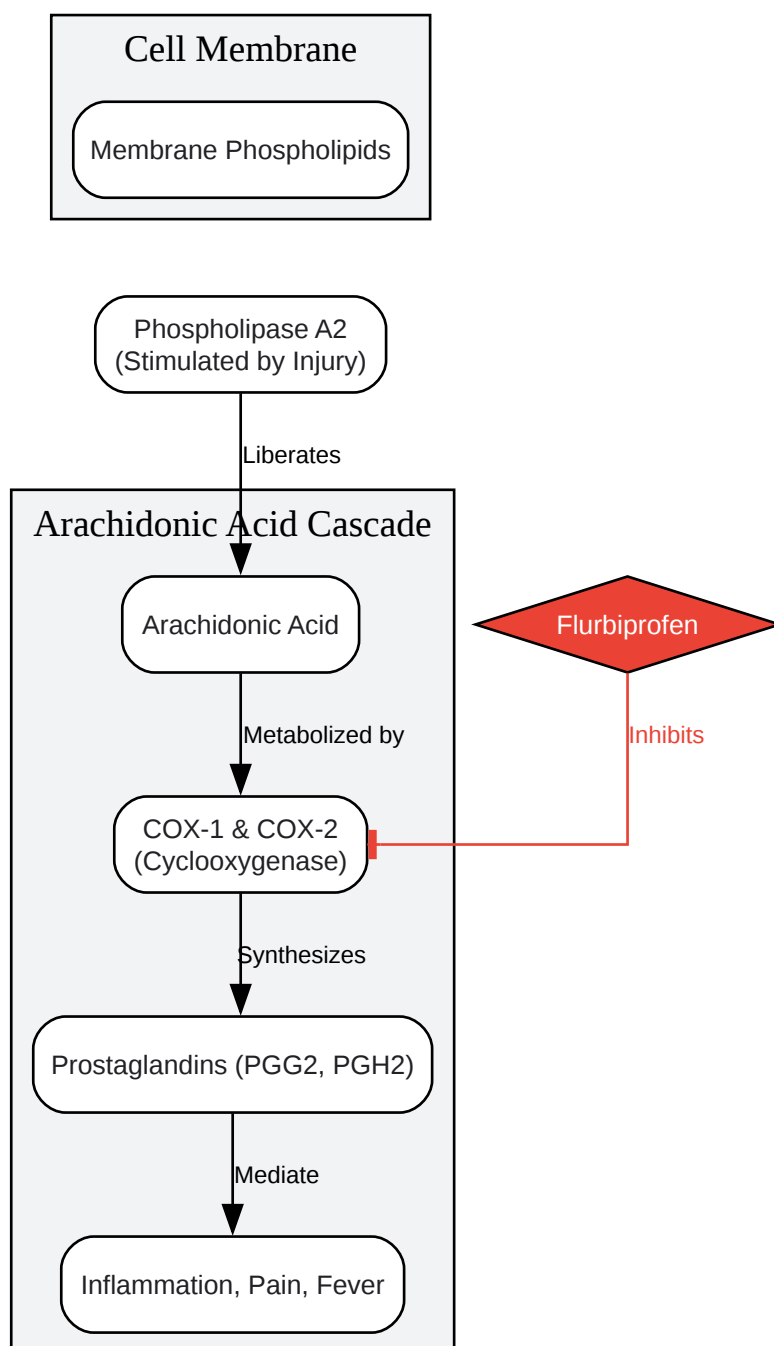 Cell Membrane
Membrane Phospholipids
Phospholipase A2
(Stimulated by Injury)
Liberates
Arachidonic Acid Cascade
Arachidonic Acid
Flurbiprofen
Metabolized by
Inhibits
COX-1 & COX-2
(Cyclooxygenase)
Synthesizes
Prostaglandins (PGG2, PGH2)
Mediate
Inflammation, Pain, Fever